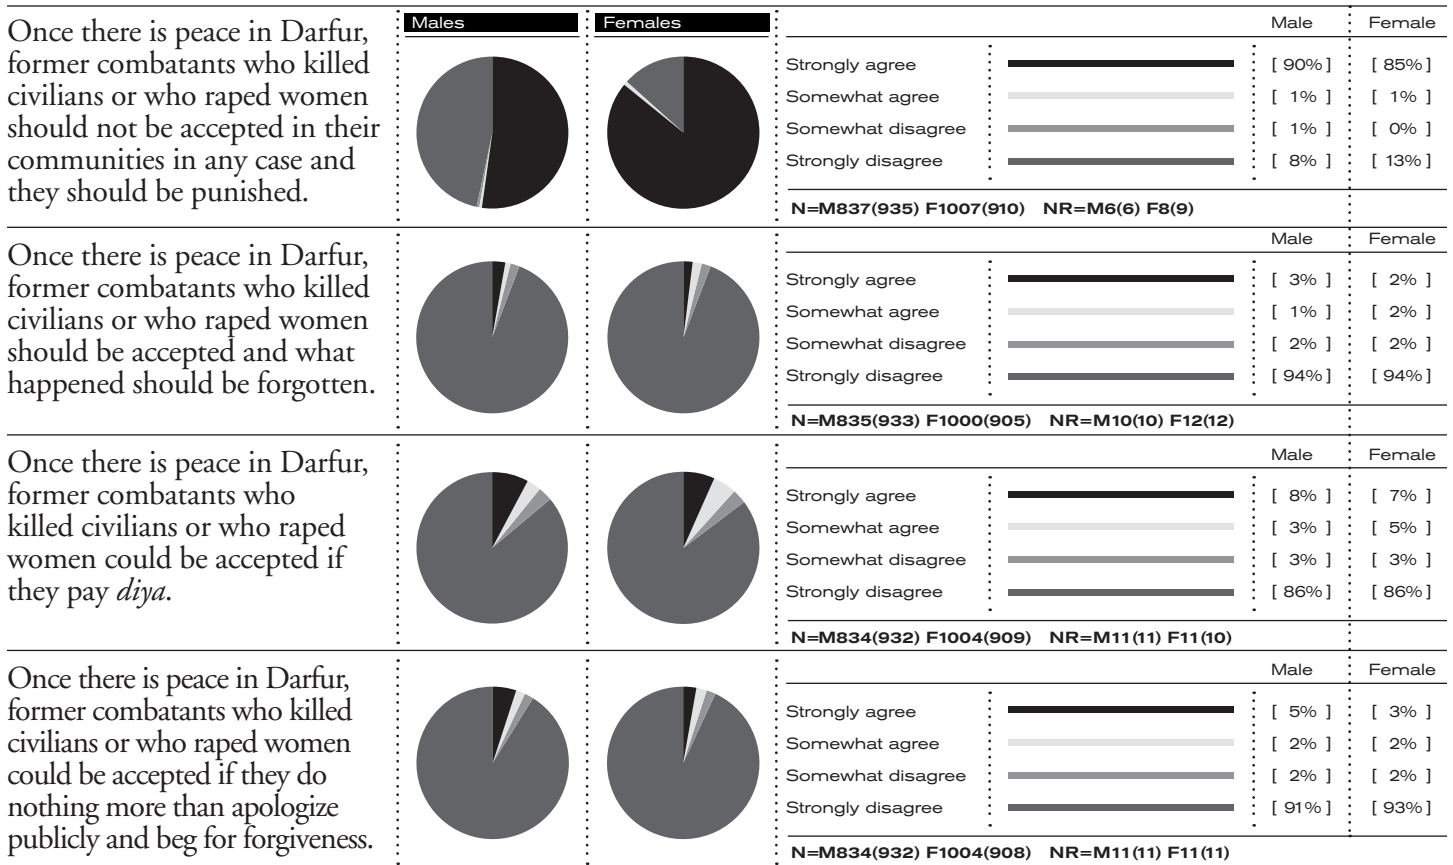 Males
Females
Male Female
Once there is peace in Darfur,
former combatants who killed
civilians or who raped women
should not be accepted in their
communities in any case and
they should be punished.
Strongly agree [ 90% ] [ 85% ]
Somewhat agree [ 1% ] [ 1% ]
Somewhat disagree [ 1% ] [ 0% ]
Strongly disagree [ 8% ] [ 13% ]
N=M837(935) F1007(910) NR=M6(6) F8(9)
Male Female
Once there is peace in Darfur,
former combatants who killed
civilians or who raped women
should be accepted and what
happened should be forgotten.
Strongly agree [ 3% ] [ 2% ]
Somewhat agree [ 1% ] [ 2% ]
Somewhat disagree [ 2% ] [ 2% ]
Strongly disagree [ 94% ] [ 94% ]
N=M835(933) F1000(905) NR=M10(10) F12(12)
Male Female
Once there is peace in Darfur,
former combatants who
killed civilians or who raped
women could be accepted if
they pay diya.
Strongly agree [ 8% ] [ 7% ]
Somewhat agree [ 3% ] [ 5% ]
Somewhat disagree [ 3% ] [ 3% ]
Strongly disagree [ 86% ] [ 86% ]
N=M834(932) F1004(909) NR=M11(11) F11(10)
Male Female
Once there is peace in Darfur,
former combatants who killed
civilians or who raped women
could be accepted if they do
nothing more than apologize
publicly and beg for forgiveness.
Strongly agree [ 5% ] [ 3% ]
Somewhat agree [ 2% ] [ 2% ]
Somewhat disagree [ 2% ] [ 2% ]
Strongly disagree [ 91% ] [ 93% ]
N=M834(932) F1004(908) NR=M11(11) F11(11)